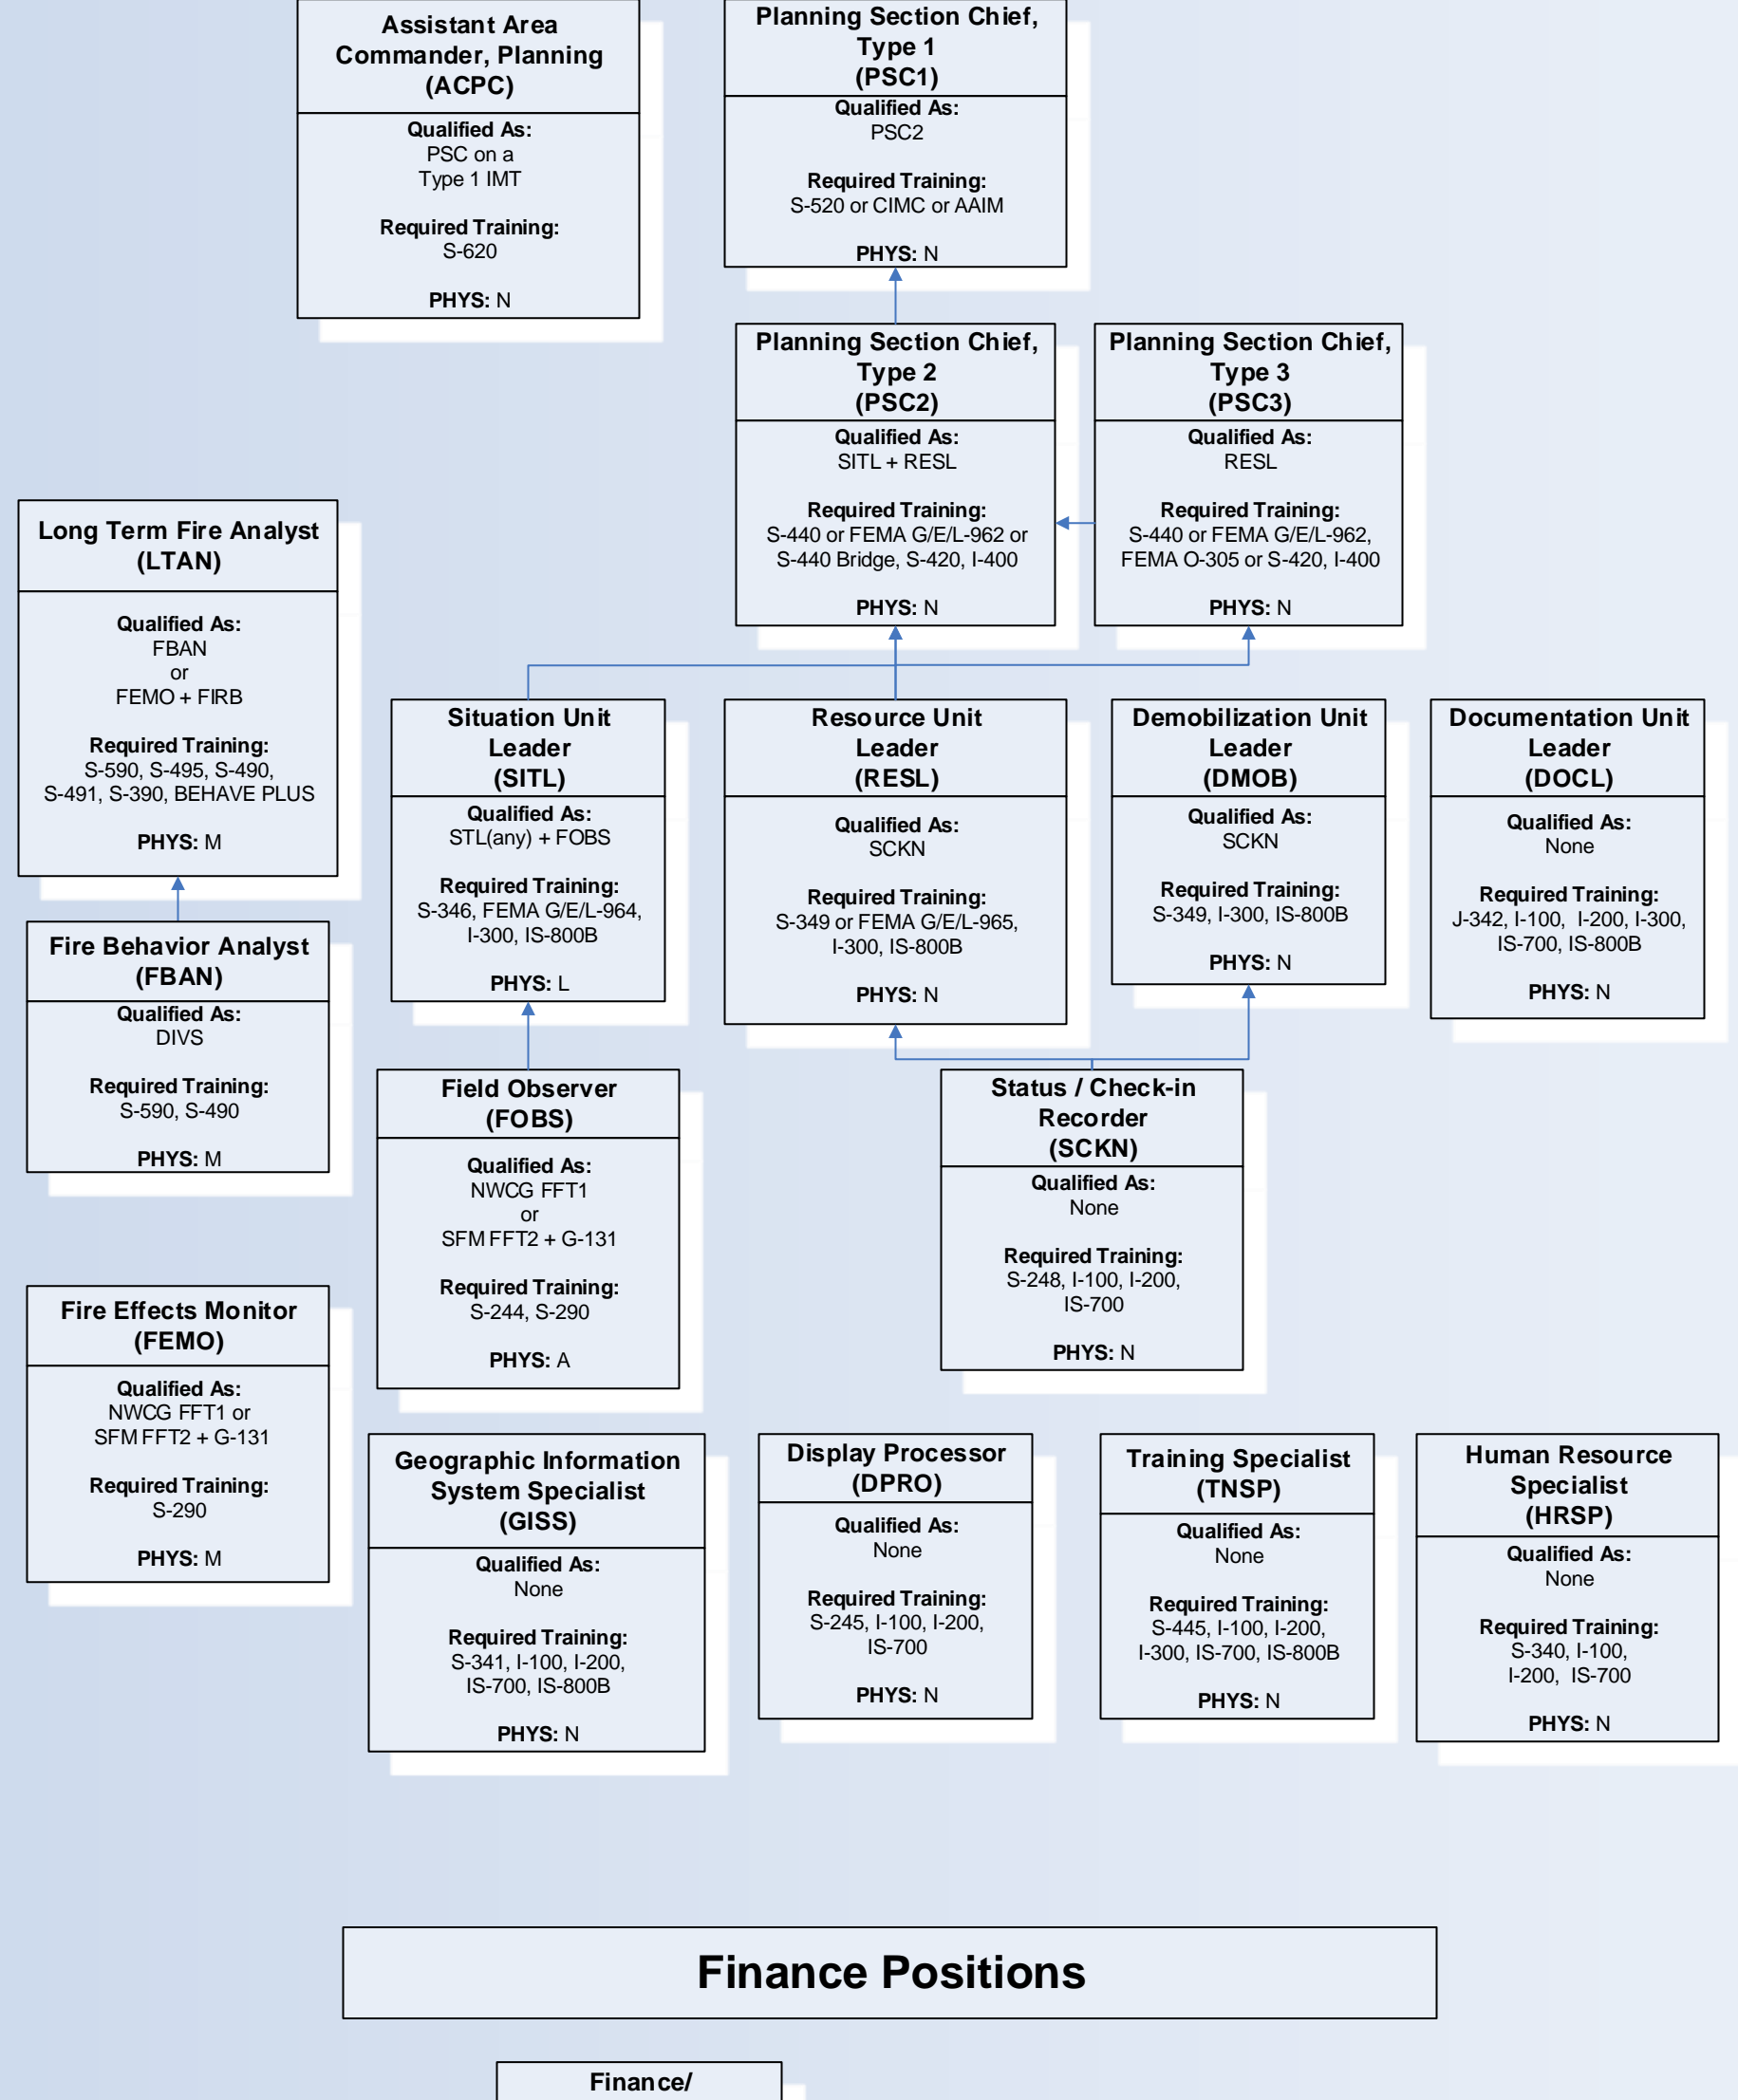 Assistant Area
Commander, Planning
(ACPC)
Qualified As:
PSC on a
Type 1 IMT
Required Training:
S-620
PHYS: N
Planning Section Chief,
Type 1
(PSC1)
Qualified As:
PSC2
Required Training:
S-520 or CIMC or AAIM
PHYS: N
Planning Section Chief,
Type 2
(PSC2)
Qualified As:
SITL + RESL
Required Training:
S-440 or FEMA G/E/L-962 or
S-440 Bridge, S-420, I-400
PHYS: N
Planning Section Chief,
Type 3
(PSC3)
Qualified As:
RESL
Required Training:
S-440 or FEMA G/E/L-962,
FEMA O-305 or S-420, I-400
PHYS: N
Long Term Fire Analyst
(LTAN)
Qualified As:
FBAN
or
FEMO + FIRB
Required Training:
S-590, S-495, S-490,
S-491, S-390, BEHAVE PLUS
PHYS: M
Situation Unit
Leader
(SITL)
Qualified As:
STL(any) + FOBS
Required Training:
S-346, FEMA G/E/L-964,
I-300, IS-800B
PHYS: L
Resource Unit
Leader
(RESL)
Qualified As:
SCKN
Required Training:
S-349 or FEMA G/E/L-965,
I-300, IS-800B
PHYS: N
Demobilization Unit
Leader
(DMOB)
Qualified As:
SCKN
Required Training:
S-349, I-300, IS-800B
PHYS: N
Documentation Unit
Leader
(DOCL)
Qualified As:
None
Required Training:
J-342, I-100, I-200, I-300,
IS-700, IS-800B
PHYS: N
Fire Behavior Analyst
(FBAN)
Qualified As:
DIVS
Required Training:
S-590, S-490
PHYS: M
Field Observer
(FOBS)
Qualified As:
NWCG FFT1
or
SFM FFT2 + G-131
Required Training:
S-244, S-290
PHYS: A
Status / Check-in
Recorder
(SCKN)
Qualified As:
None
Required Training:
S-248, I-100, I-200,
IS-700
PHYS: N
Fire Effects Monitor
(FEMO)
Qualified As:
NWCG FFT1 or
SFM FFT2 + G-131
Required Training:
S-290
PHYS: M
Geographic Information
System Specialist
(GISS)
Qualified As:
None
Required Training:
S-341, I-100, I-200,
IS-700, IS-800B
PHYS: N
Display Processor
(DPRO)
Qualified As:
None
Required Training:
S-245, I-100, I-200,
IS-700
PHYS: N
Training Specialist
(TNSP)
Qualified As:
None
Required Training:
S-445, I-100, I-200,
I-300, IS-700, IS-800B
PHYS: N
Human Resource
Specialist
(HRSP)
Qualified As:
None
Required Training:
S-340, I-100,
I-200, IS-700
PHYS: N
Finance Positions
Finance/